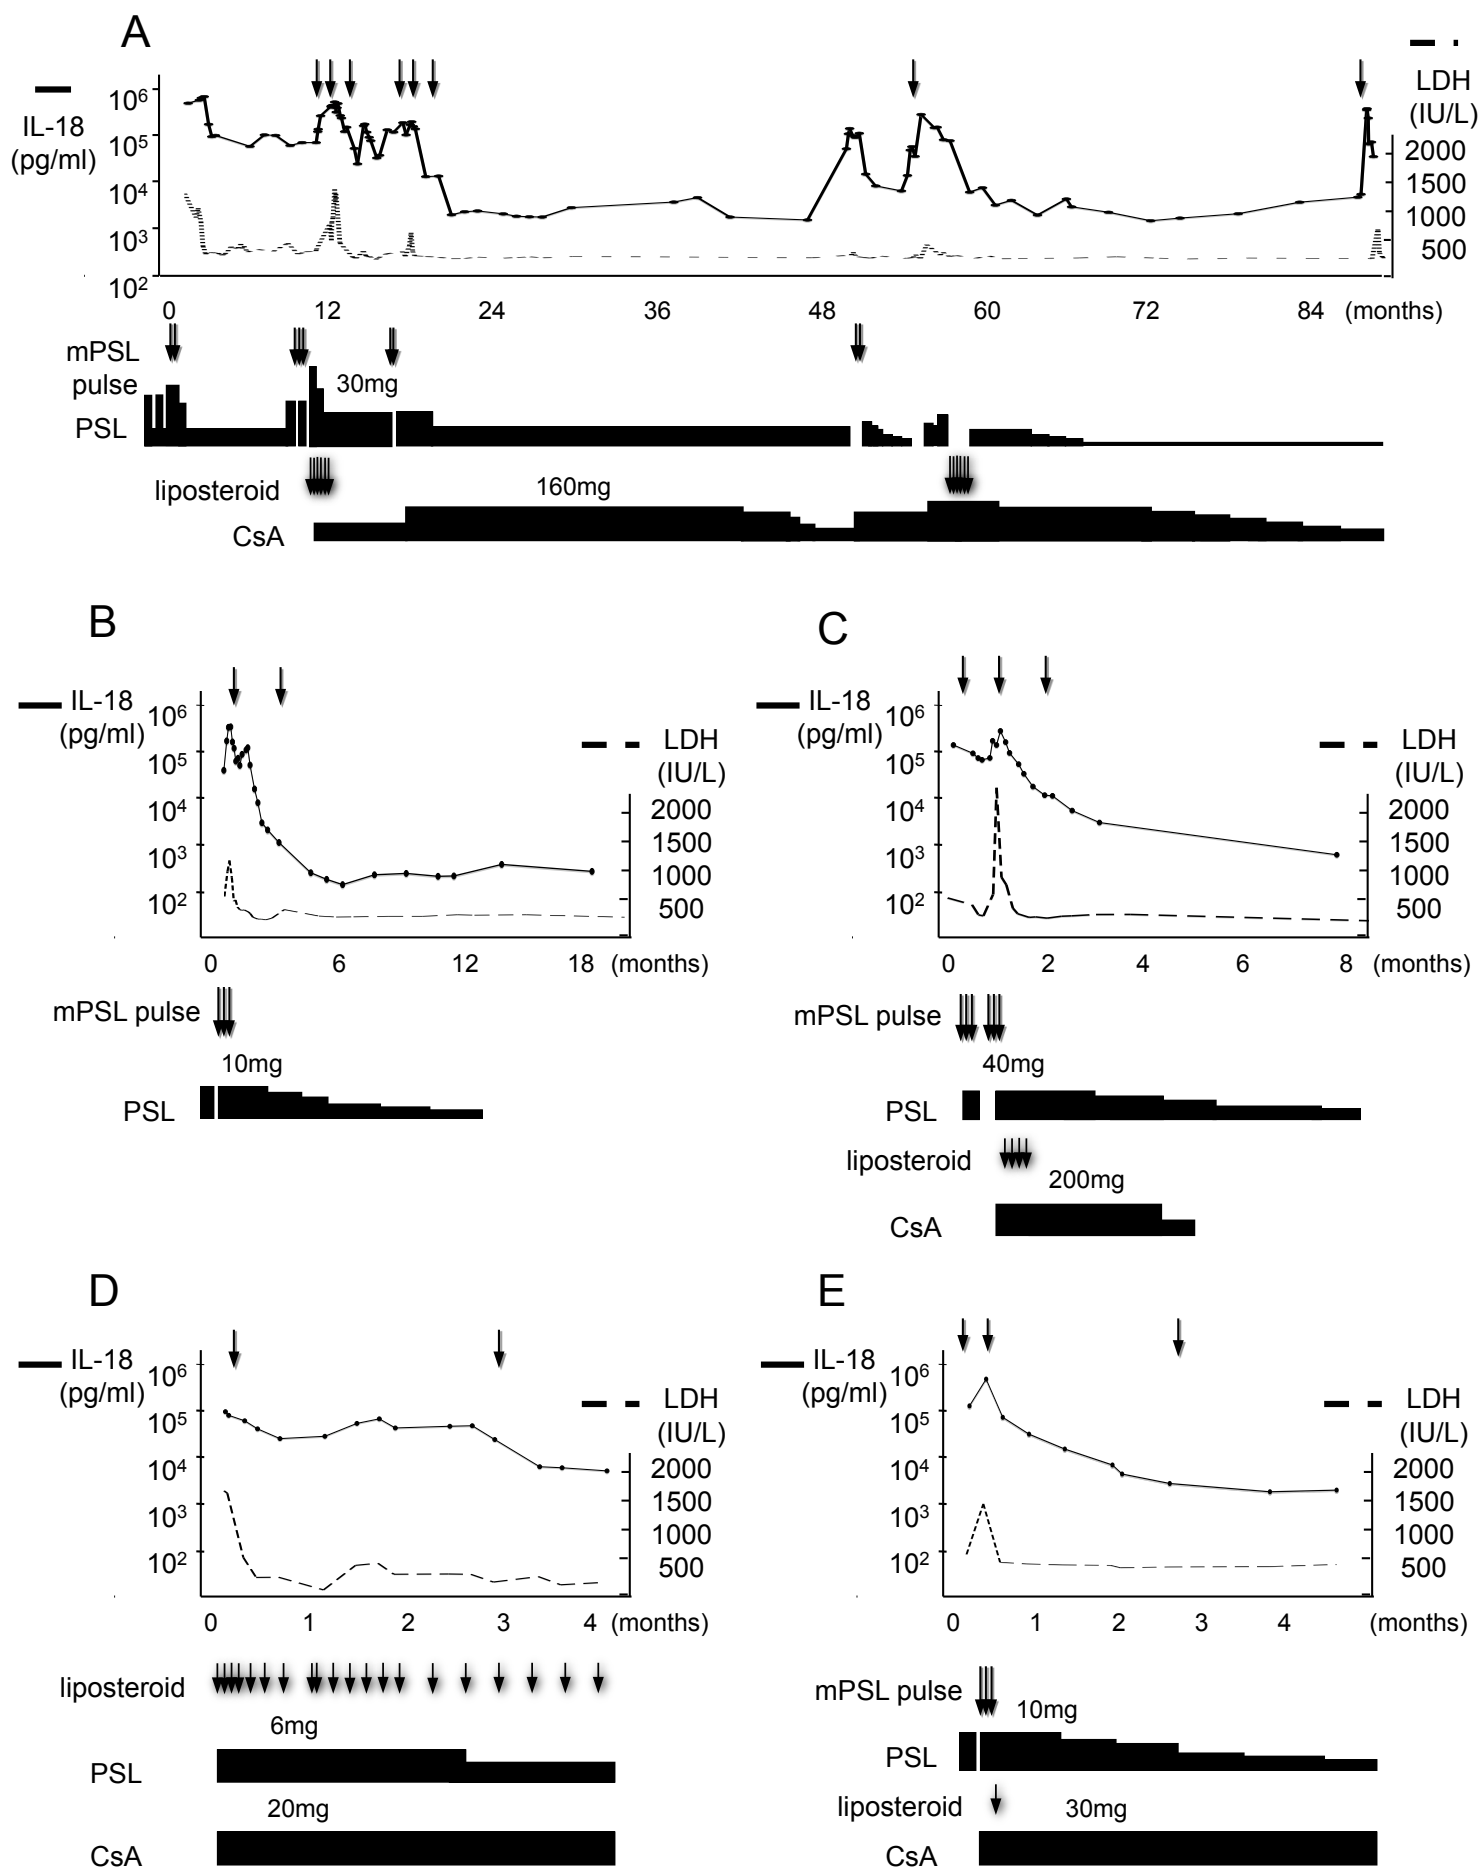 A
IL-18
(pg/ml)
10⁶
10⁵
10⁴
10³
10²
LDH
(IU/L)
2000
1500
1000
500
0 12 24 36 48 60 72 84 (months)
mPSL
pulse
30mg
PSL
liposteroid
160mg
CsA
B
IL-18
(pg/ml)
10⁶
10⁵
10⁴
10³
10²
LDH
(IU/L)
2000
1500
1000
500
0 6 12 18 (months)
mPSL pulse
10mg
PSL
C
IL-18
(pg/ml)
10⁶
10⁵
10⁴
10³
10²
LDH
(IU/L)
2000
1500
1000
500
0 2 4 6 8 (months)
mPSL pulse
40mg
PSL
liposteroid
200mg
CsA
D
IL-18
(pg/ml)
10⁶
10⁵
10⁴
10³
10²
LDH
(IU/L)
2000
1500
1000
500
0 1 2 3 4 (months)
liposteroid
6mg
PSL
20mg
CsA
E
IL-18
(pg/ml)
10⁶
10⁵
10⁴
10³
10²
LDH
(IU/L)
2000
1500
1000
500
0 1 2 3 4 (months)
mPSL pulse
10mg
PSL
liposteroid
30mg
CsA